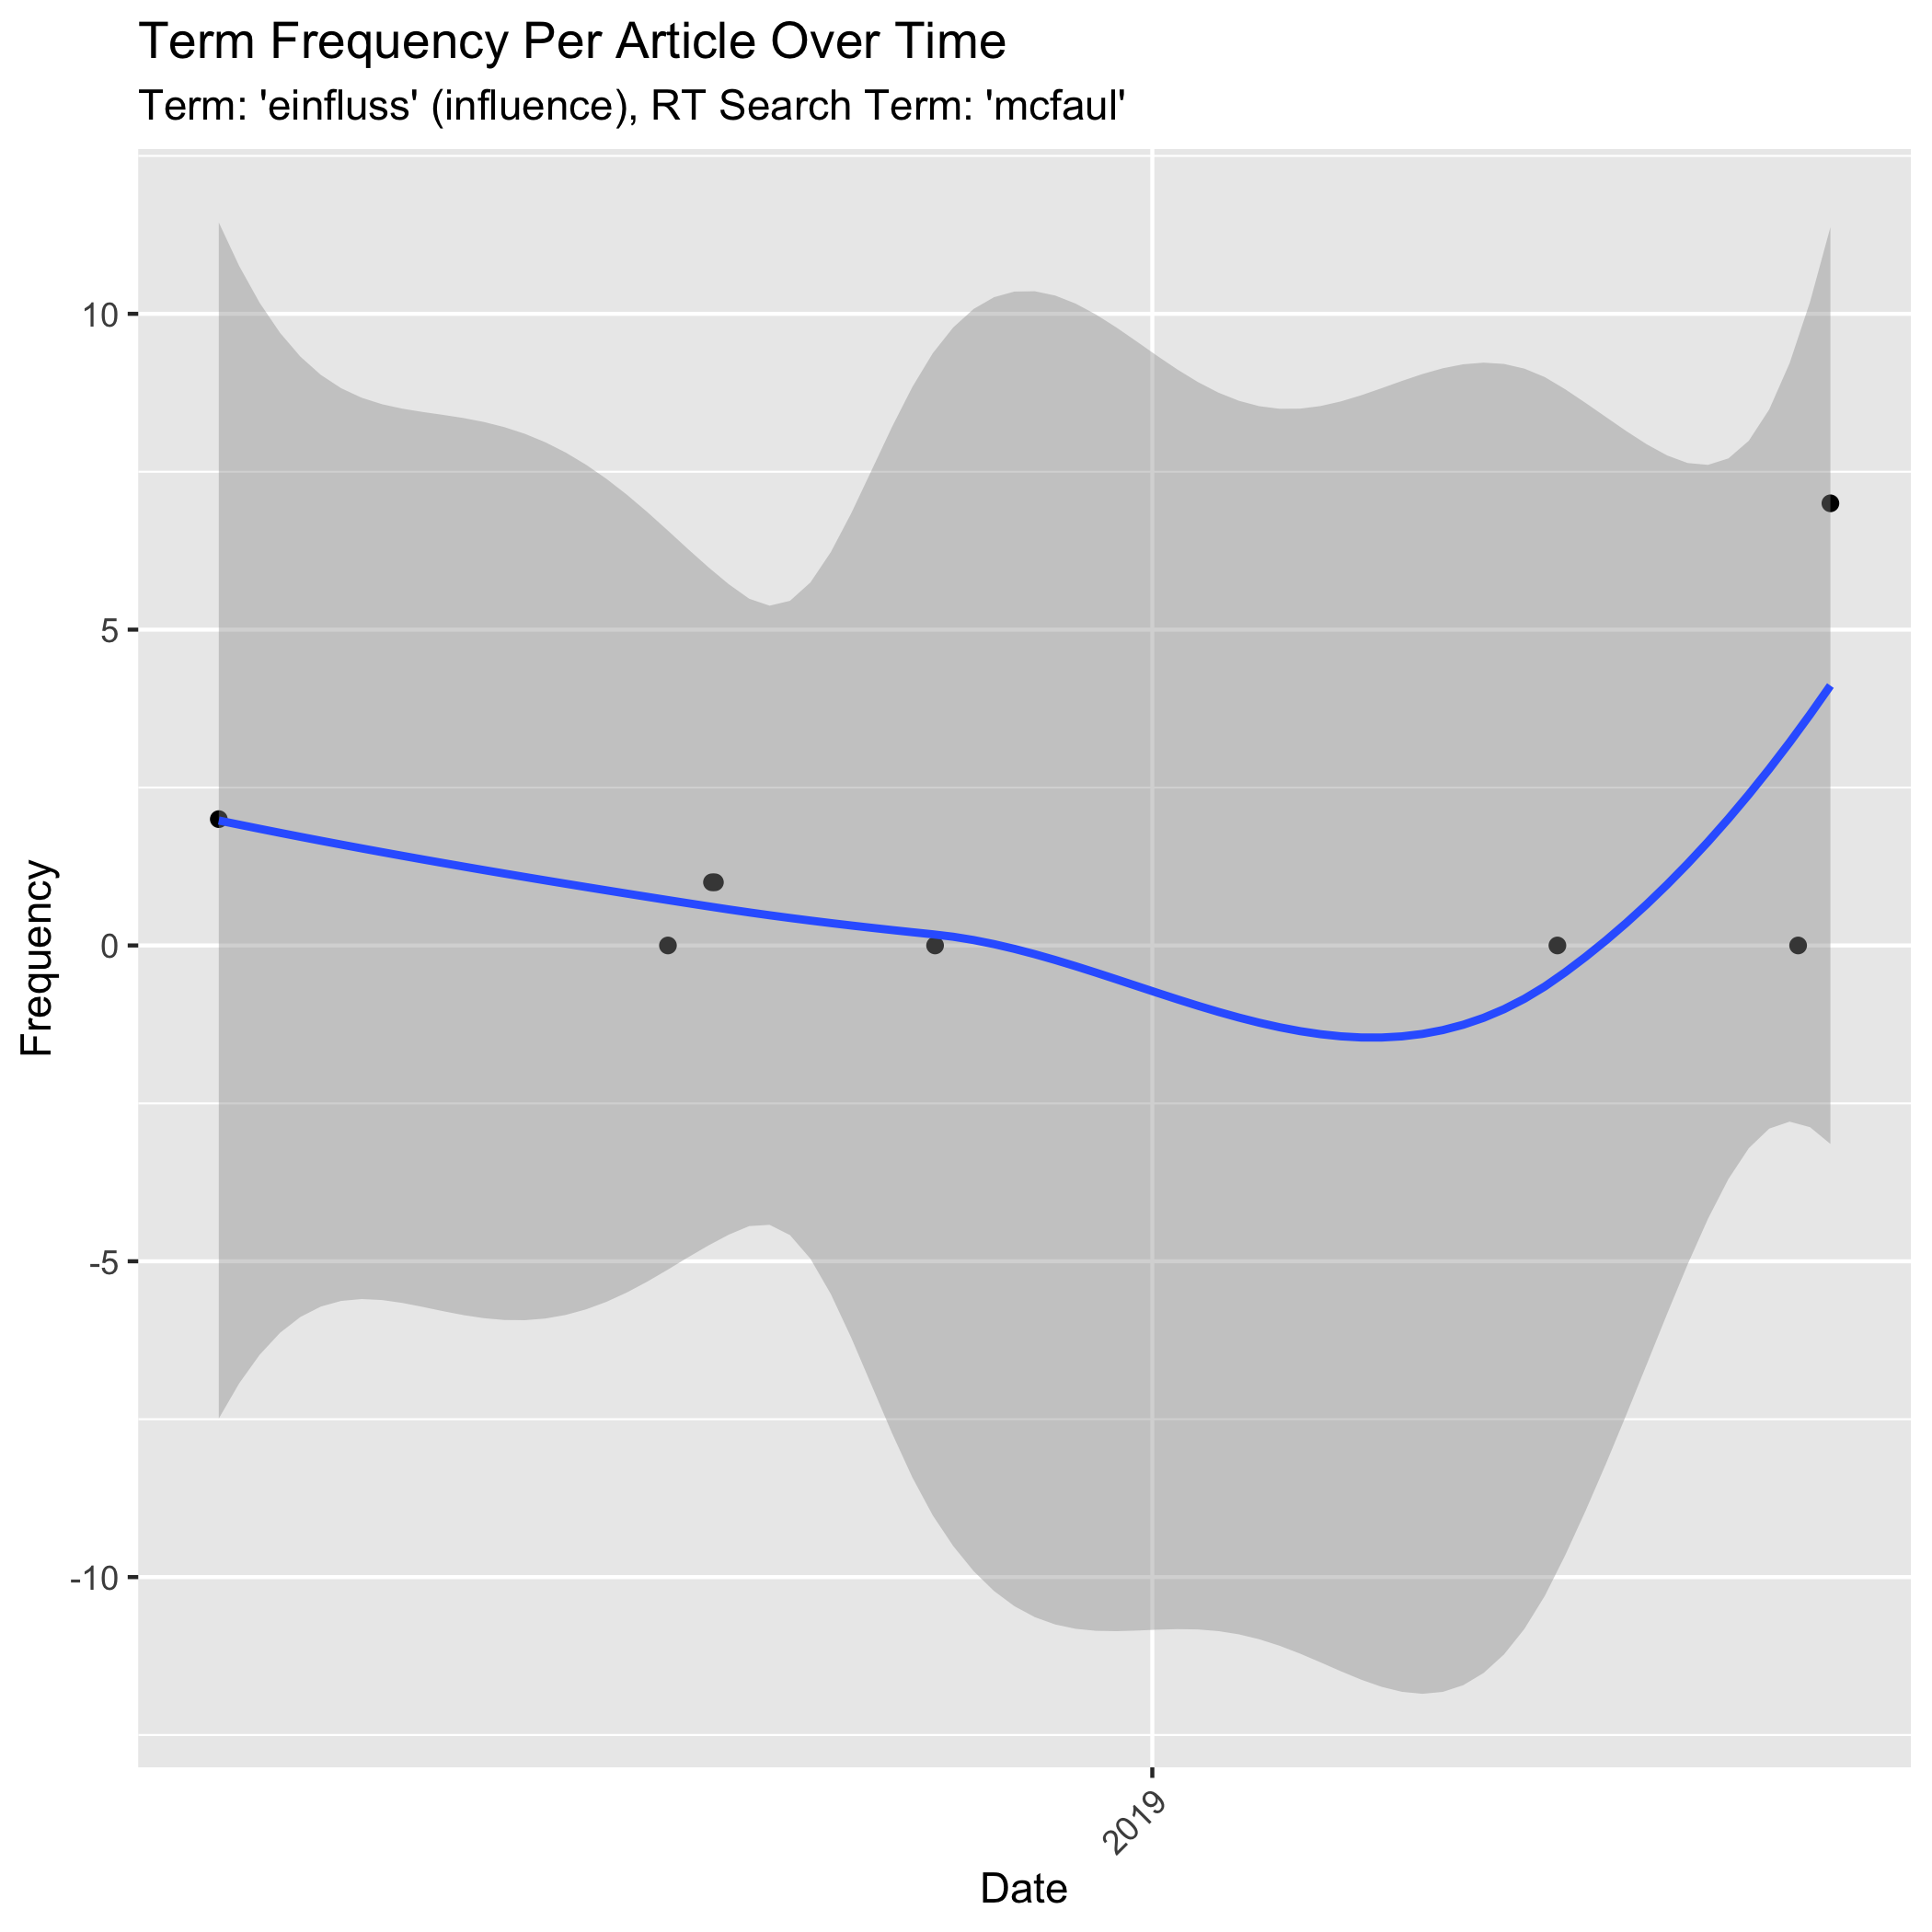 Term Frequency Per Article Over Time
Term: 'einfluss' (influence), RT Search Term: 'mcfaul'
10
5
0
-5
-10
Frequency
2019
Date